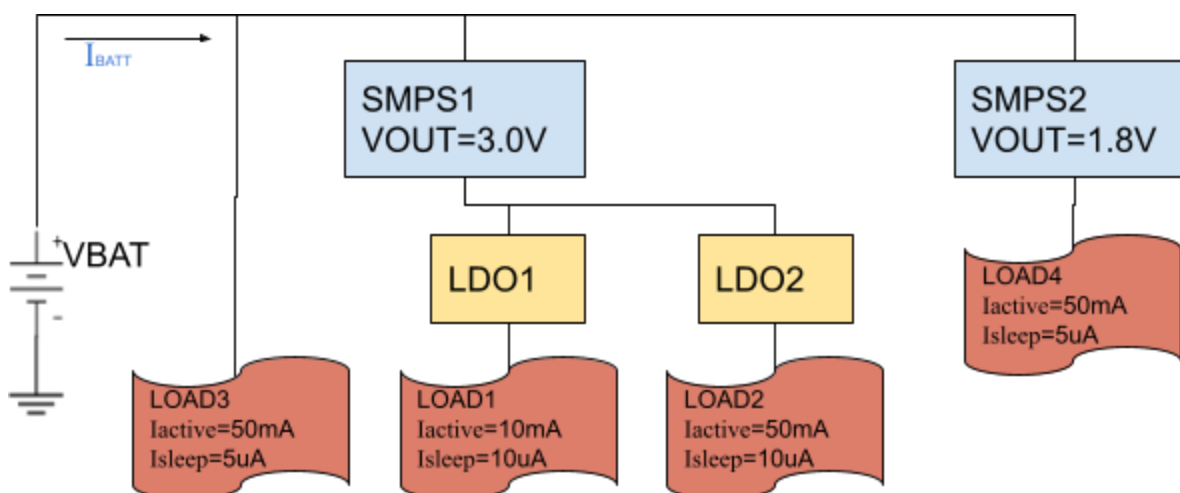 IBATT
SMPS1
VOUT=3.0V
SMPS2
VOUT=1.8V
+
VBAT
-
LDO1
LDO2
LOAD4
Iactive=50mA
Isleep=5uA
LOAD3
Iactive=50mA
Isleep=5uA
LOAD1
Iactive=10mA
Isleep=10uA
LOAD2
Iactive=50mA
Isleep=10uA